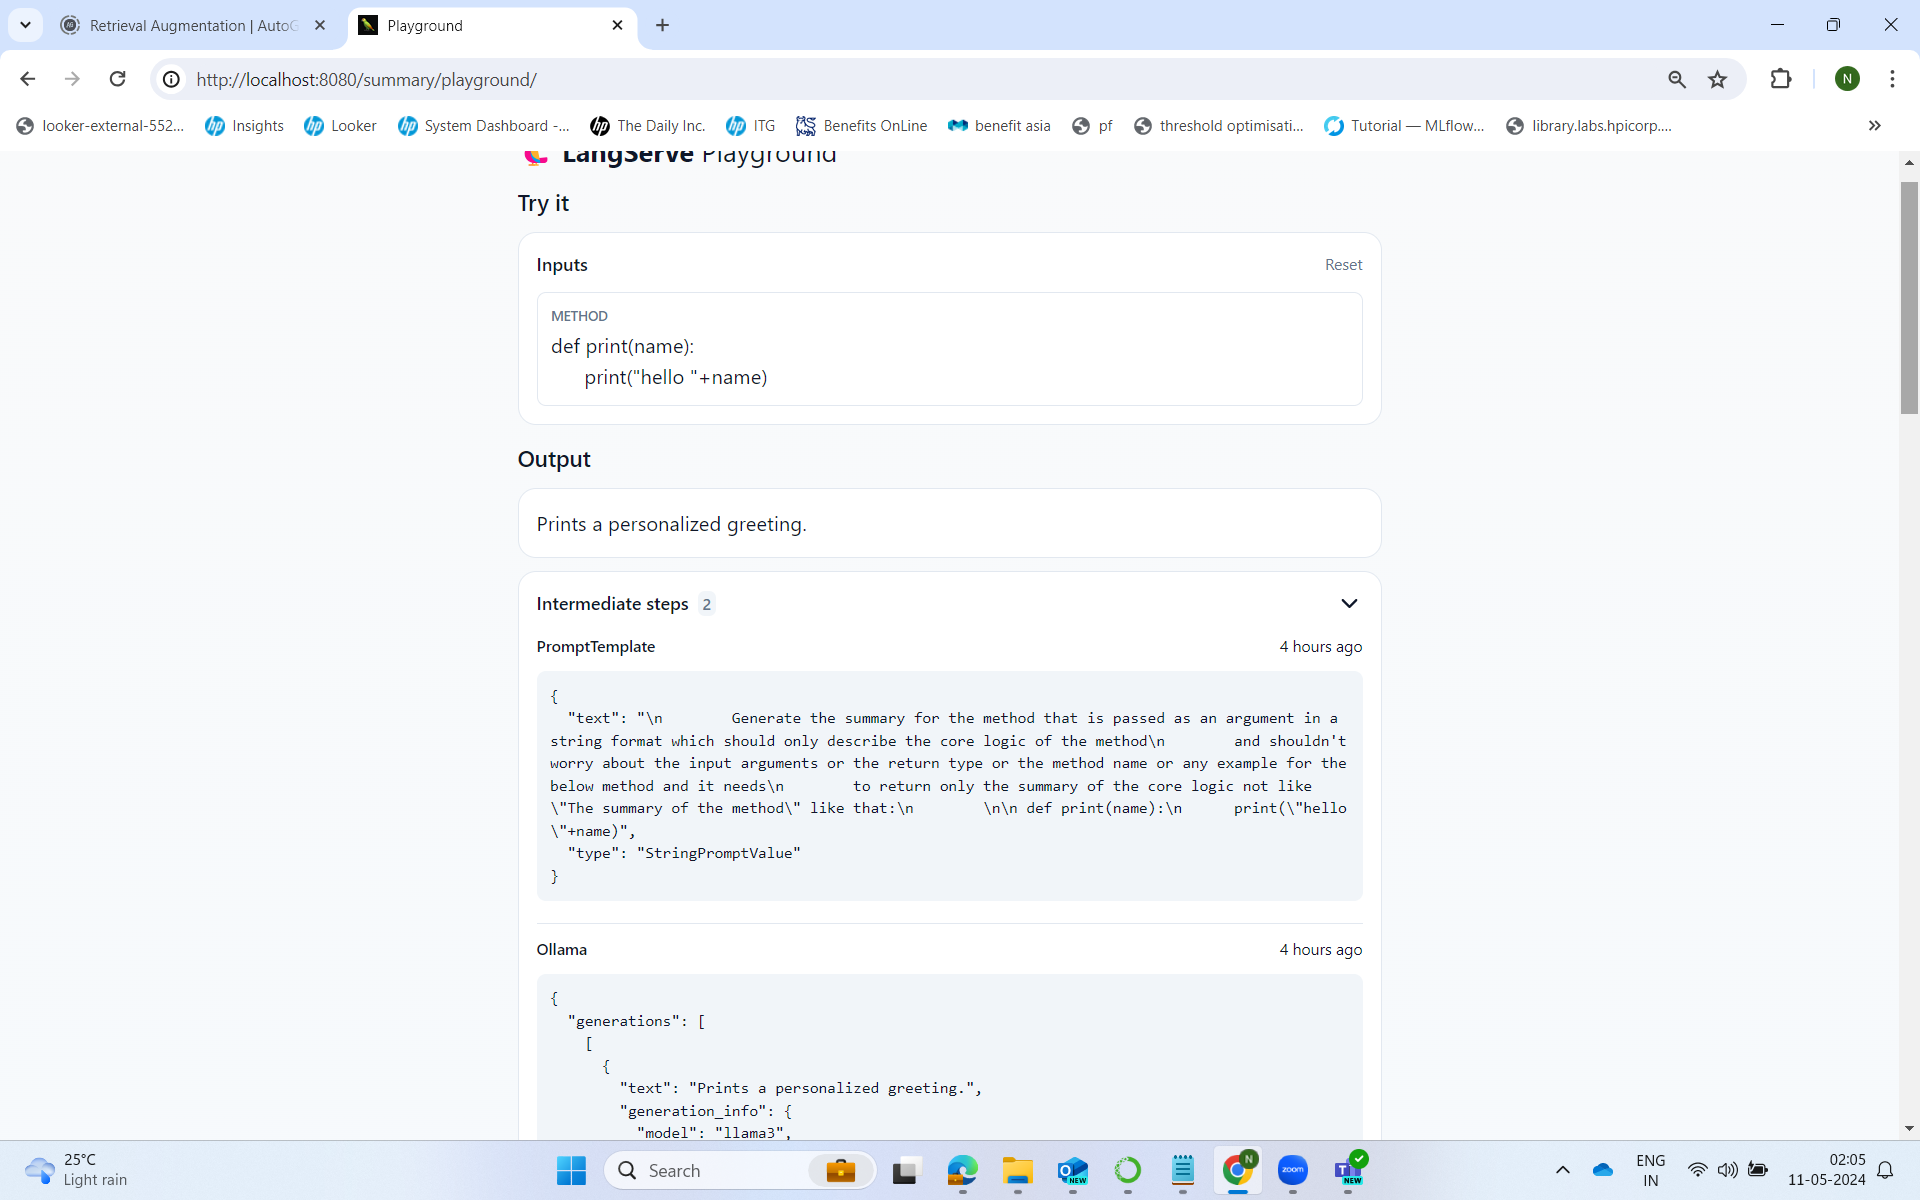 Retrieval Augmentation | AutoG
Playground
http://localhost:8080/summary/playground/
N
looker-external-552...
Insights
Looker
System Dashboard -...
The Daily Inc.
ITG
Benefits OnLine
benefit asia
pf
threshold optimisati...
Tutorial — MLflow...
library.labs.hpicorp....
LangServe Playground
Try it
Inputs
Reset
METHOD
def print(name):
print("hello "+name)
Output
Prints a personalized greeting.
Intermediate steps 2
PromptTemplate
4 hours ago
{
"text": "\n        Generate the summary for the method that is passed as an argument in a
string format which should only describe the core logic of the method\n        and shouldn't
worry about the input arguments or the return type or the method name or any example for the
below method and it needs\n        to return only the summary of the core logic not like
\"The summary of the method\" like that:\n        \n\n def print(name):\n      print(\"hello
\"+name)",
"type": "StringPromptValue"
}
Ollama
4 hours ago
{
"generations": [
[
{
"text": "Prints a personalized greeting.",
"generation_info": {
"model": "llama3",
25°C
Light rain
Search
NEW
N
zoom
NEW
ENG
IN
02:05
11-05-2024